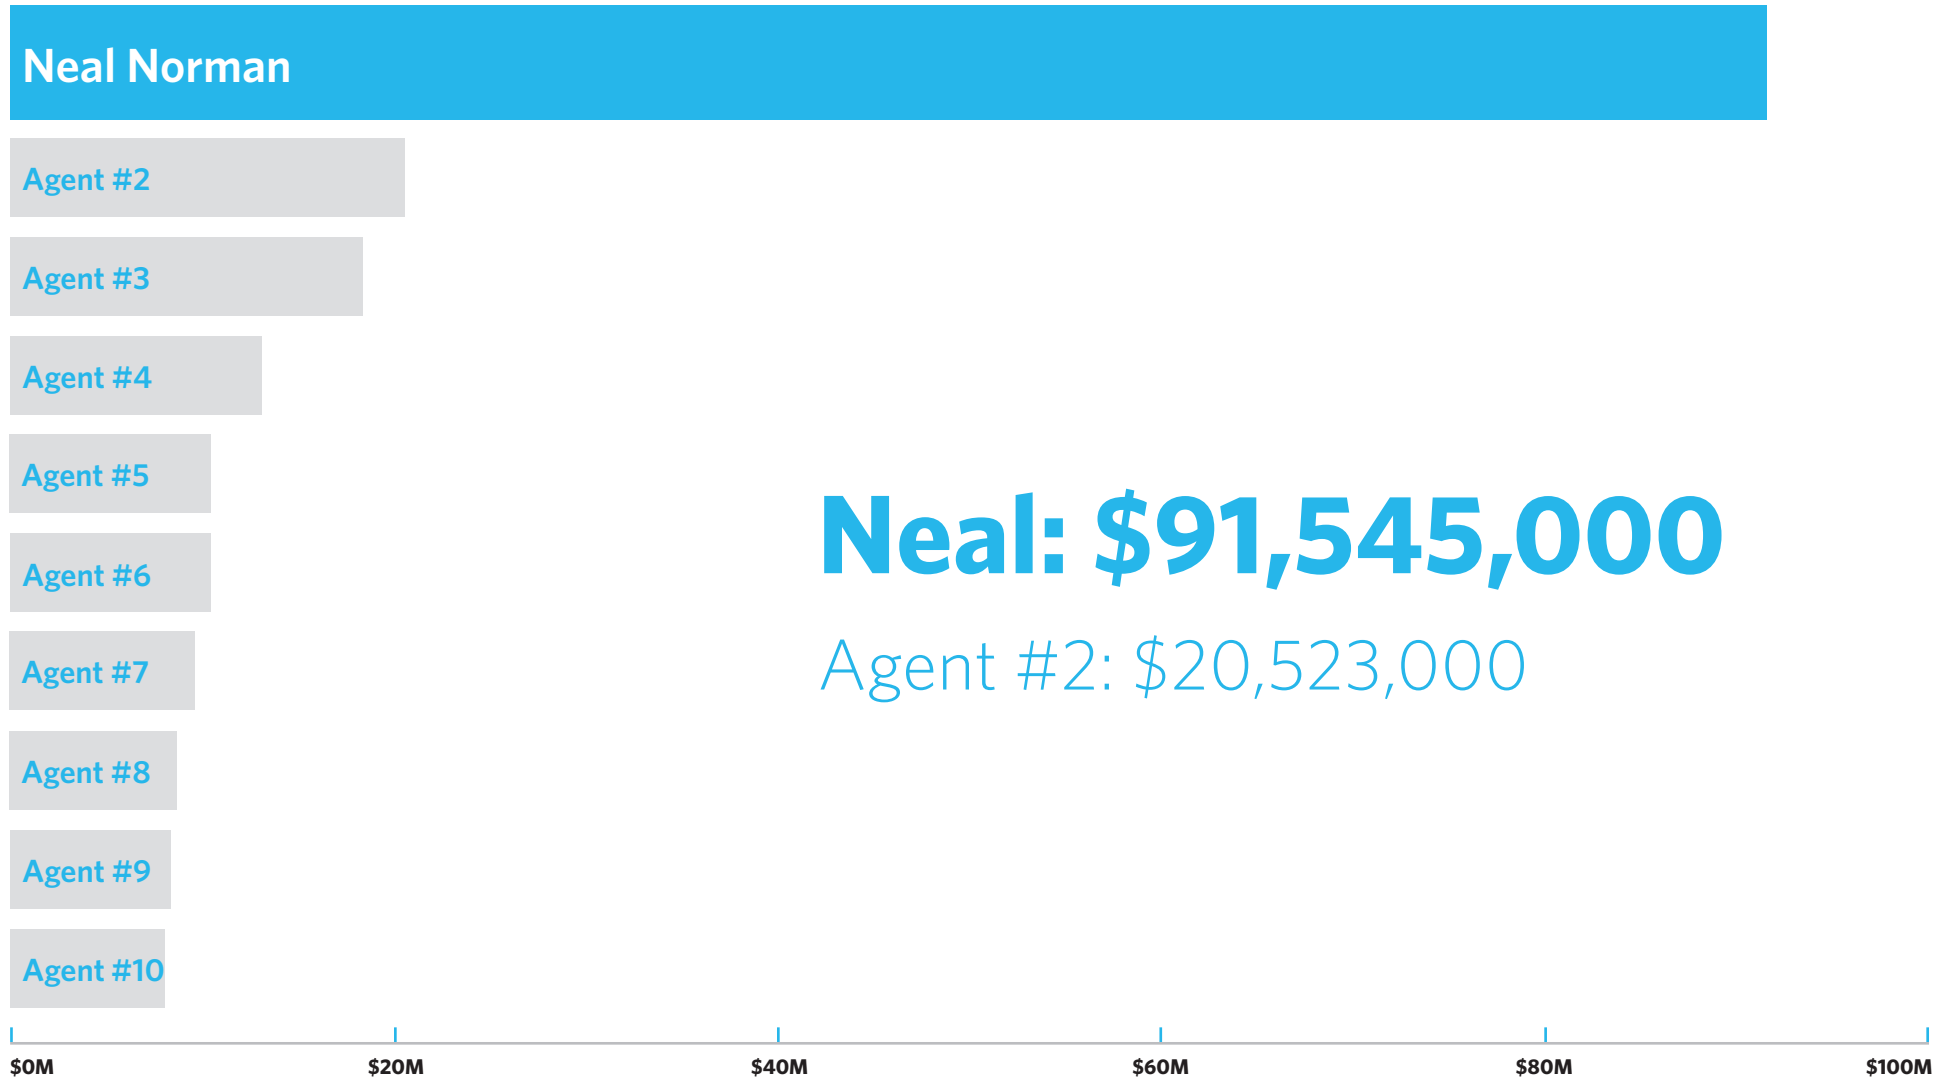 Neal Norman
Agent #2
Agent #3
Agent #4
Agent #5
Agent #6
Agent #7
Agent #8
Agent #9
Agent #10
Neal: $91,545,000
Agent #2: $20,523,000
$0M $20M $40M $60M $80M $100M